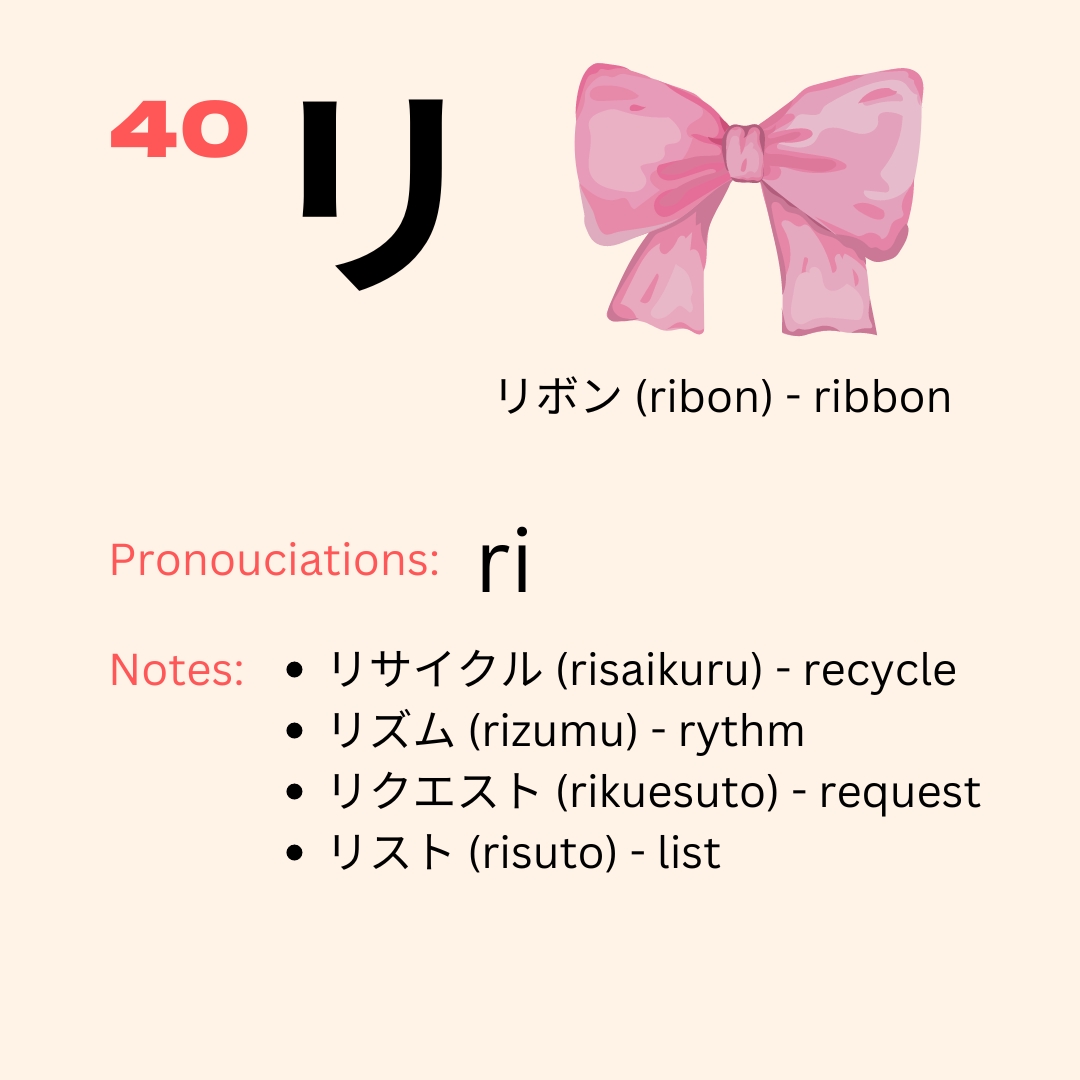 40 リ
リボン (ribon) - ribbon
Pronouciations: ri
Notes:
• リサイクル (risaikuru) - recycle
• リズム (rizumu) - rythm
• リクエスト (rikuesuto) - request
• リスト (risuto) - list